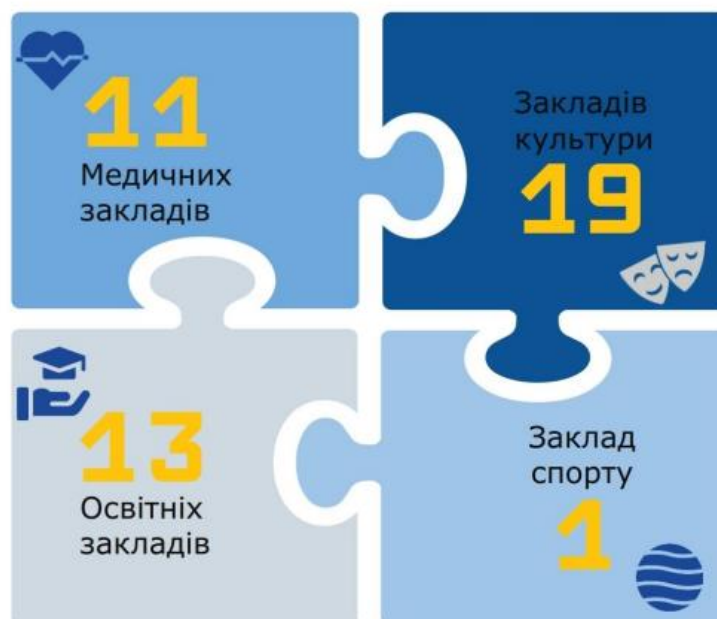 11
Медичних
закладів
Закладів
культури
19
13
Освітніх
закладів
Заклад
спорту
1